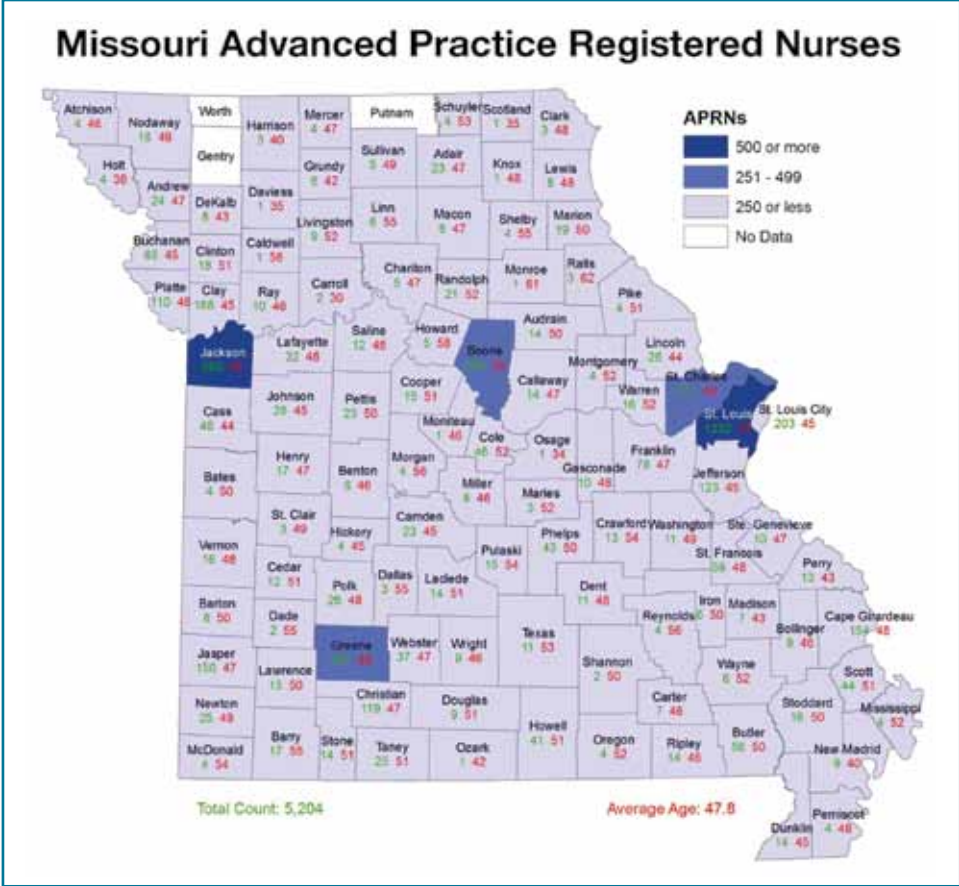 Missouri Advanced Practice Registered Nurses
APRNs
500 or more
251 - 499
250 or less
No Data
Atchison
4 46
Nodaway
Worth
Harrison
3 40
Mercer
4 47
Putnam
Schuyler
4 53
Scotland
1 35
Clark
3 48
Holt
4 38
Gentry
Grundy
6 42
Sullivan
5 49
Adair
23 47
Knox
1 48
Lewis
8 48
Andrew
24 47
DeKalb
8 43
Daviess
1 35
Livingston
9 52
Linn
6 55
Macon
8 47
Shelby
4 55
Marion
19 50
Buchanan
45
Clinton
18 51
Caldwell
1 56
Carroll
2 30
Chariton
5 47
Randolph
21 52
Monroe
1 61
Ralls
3 62
Platte
110 48
Clay
188 45
Ray
10 46
Pike
4 51
Jackson
Lafayette
32 48
Saline
12 48
Howard
5 58
Boone
Audrain
14 50
Montgomery
4 52
Lincoln
26 44
Warren
16 52
St. Charles
St. Louis
St. Louis City
203 45
Cass
48 44
Johnson
28 45
Pettis
23 50
Cooper
15 51
Moniteau
1 46
Callaway
14 47
Cole
46 52
Osage
1 34
Gasconade
10 48
Franklin
78 47
Jefferson
123 45
Bates
4 50
Henry
17 47
Benton
46
Morgan
4 56
Miller
46
Maries
3 52
St. Clair
3 49
Hickory
4 45
Camden
23 45
Pulaski
15 54
Phelps
43 50
Crawford
13 54
Washington
11 49
Ste. Genevieve
10 47
St. Francois
48
Perry
13 43
Vernon
16 48
Cedar
12 51
Polk
26 48
Dallas
3 55
Laclede
14 51
Dent
11 48
Iron
50
Madison
1 43
Reynolds
4 56
Bollinger
9 46
Cape Girardeau
48
Barton
8 50
Dade
2 55
Greene
Webster
37 47
Wright
9 46
Texas
11 53
Shannon
2 50
Wayne
6 52
Scott
44 51
Mississippi
4 52
Jasper
150 47
Lawrence
13 50
Christian
119 47
Douglas
9 51
Carter
7 46
Stoddard
18 50
Newton
25 49
Howell
41 51
Oregon
4 52
Ripley
14 46
Butler
50
New Madrid
9 40
McDonald
4 54
Barry
17 55
Stone
14 51
Taney
25 51
Ozark
1 42
Dunklin
14 45
Pemiscot
4 48
Total Count: 5,204
Average Age: 47.8